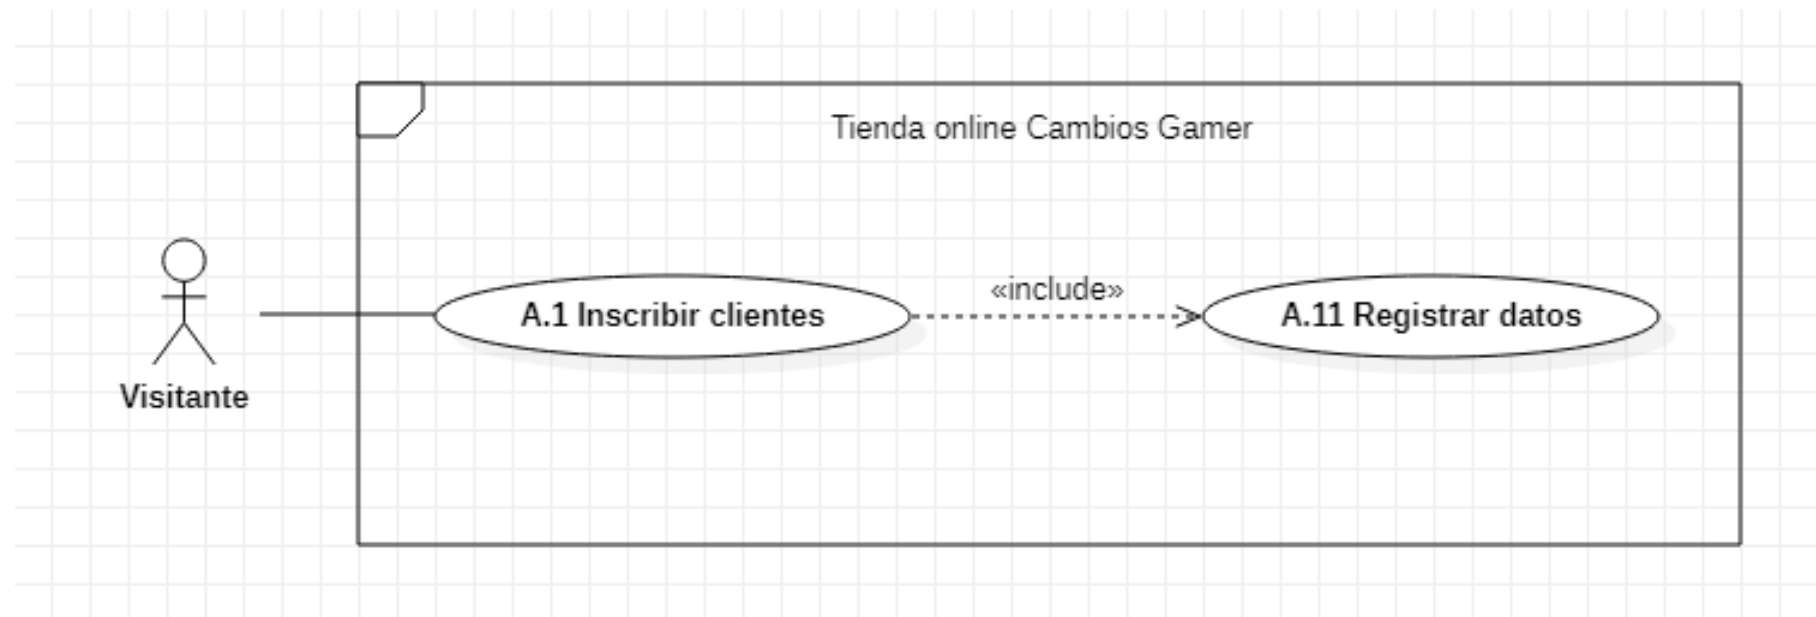 Tienda online Cambios Gamer
«include»
A.1 Inscribir clientes
A.11 Registrar datos
Visitante